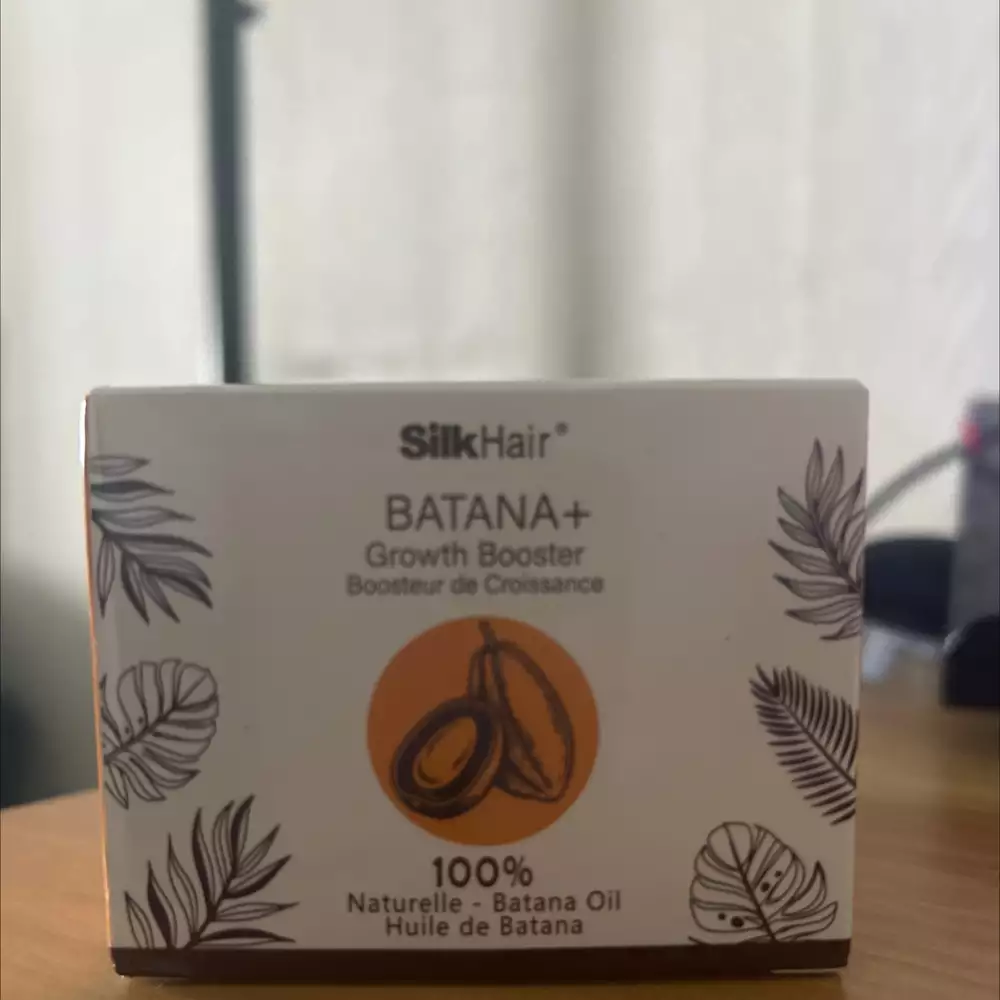 SilkHair®
BATANA+
Growth Booster
Boosteur de Croissance
100%
Naturelle - Batana Oil
Huile de Batana